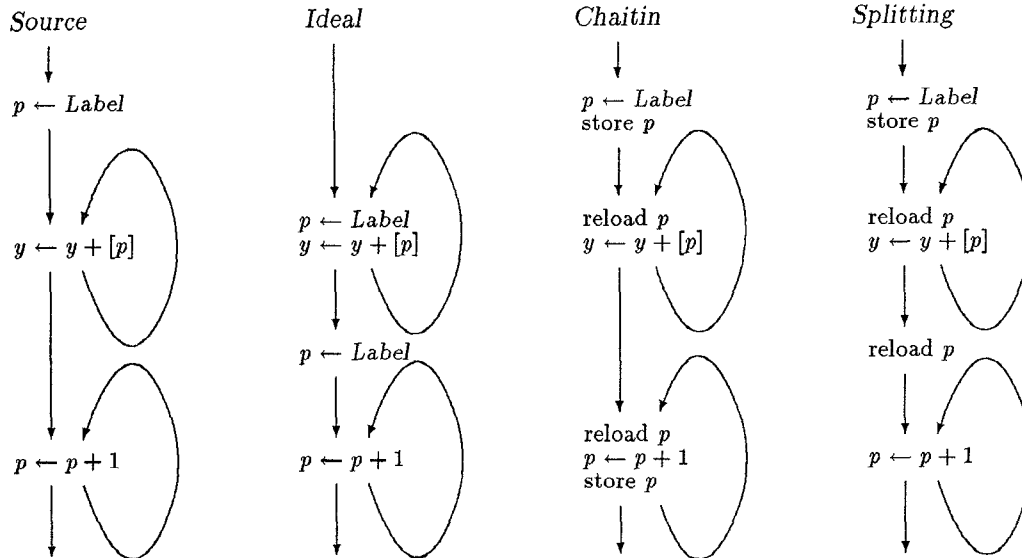 Source
p ← Label
y ← y + [p]
p ← p + 1
Ideal
p ← Label
y ← y + [p]
p ← Label
p ← p + 1
Chaitin
p ← Label
store p
reload p
y ← y + [p]
reload p
p ← p + 1
store p
Splitting
p ← Label
store p
reload p
y ← y + [p]
reload p
p ← p + 1